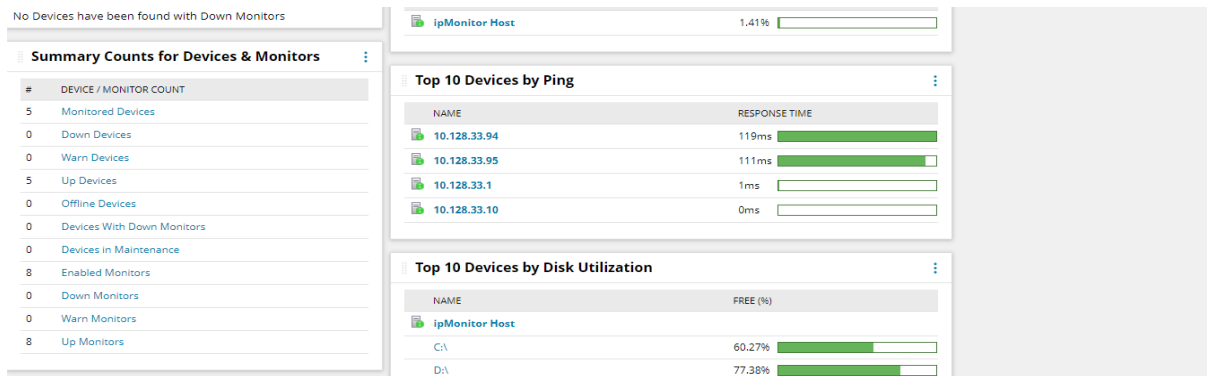 No Devices have been found with Down Monitors
Summary Counts for Devices & Monitors
# DEVICE / MONITOR COUNT
5 Monitored Devices
0 Down Devices
0 Warn Devices
5 Up Devices
0 Offline Devices
0 Devices With Down Monitors
0 Devices in Maintenance
8 Enabled Monitors
0 Down Monitors
0 Warn Monitors
8 Up Monitors
ipMonitor Host 1.41%
Top 10 Devices by Ping
NAME RESPONSE TIME
10.128.33.94 119ms
10.128.33.95 111ms
10.128.33.1 1ms
10.128.33.10 0ms
Top 10 Devices by Disk Utilization
NAME FREE (%)
ipMonitor Host
C:\ 60.27%
D:\ 77.38%